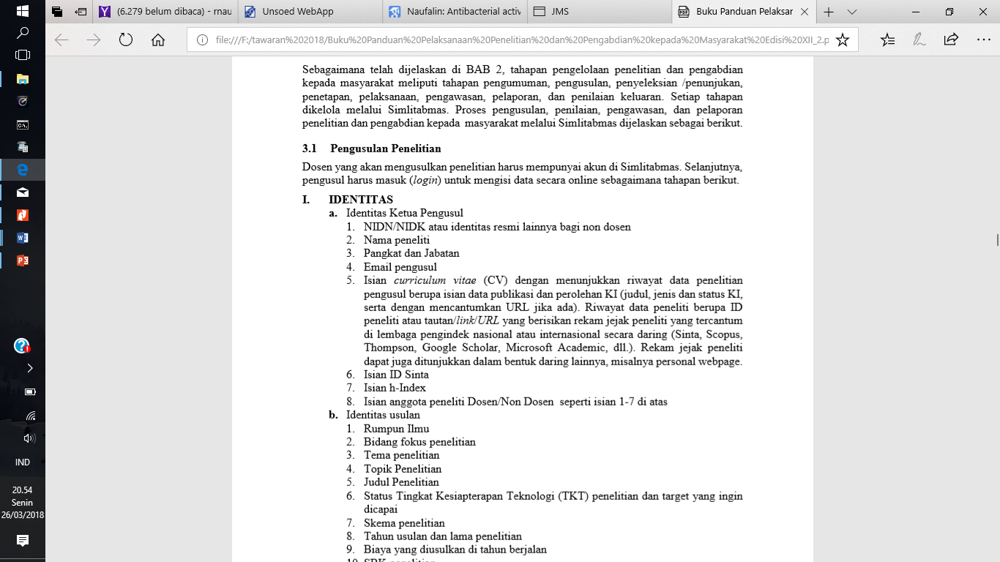 (6.279 belum dibaca) - rnau
Unsoed WebApp
Naufalin: Antibacterial activ
JMS
Buku Panduan Pelaksar
file:///F:/tawaran%202018/Buku%20Panduan%20Pelaksanaan%20Penelitian%20dan%20Pengabdian%20kepada%20Masyarakat%20Edisi%20XII_2.p
Sebagaimana telah dijelaskan di BAB 2, tahapan pengelolaan penelitian dan pengabdian
kepada masyarakat meliputi tahapan pengumuman, pengusulan, penyeleksian /penunjukan,
penetapan, pelaksanaan, pengawasan, pelaporan, dan penilaian keluaran. Setiap tahapan
dikelola melalui Simlitabmas. Proses pengusulan, penilaian, pengawasan, dan pelaporan
penelitian dan pengabdian kepada masyarakat melalui Simlitabmas dijelaskan sebagai berikut.
3.1 Pengusulan Penelitian
Dosen yang akan mengusulkan penelitian harus mempunyai akun di Simlitabmas. Selanjutnya,
pengusul harus masuk (login) untuk mengisi data secara online sebagaimana tahapan berikut.
I. IDENTITAS
a. Identitas Ketua Pengusul
1. NIDN/NIDK atau identitas resmi lainnya bagi non dosen
2. Nama peneliti
3. Pangkat dan Jabatan
4. Email pengusul
5. Isian curriculum vitae (CV) dengan menunjukkan riwayat data penelitian
pengusul berupa isian data publikasi dan perolehan KI (judul, jenis dan status KI,
serta dengan mencantumkan URL jika ada). Riwayat data peneliti berupa ID
peneliti atau tautan/link/URL yang berisikan rekam jejak peneliti yang tercantum
di lembaga pengindek nasional atau internasional secara daring (Sinta, Scopus,
Thompson, Google Scholar, Microsoft Academic, dll.). Rekam jejak peneliti
dapat juga ditunjukkan dalam bentuk daring lainnya, misalnya personal webpage.
6. Isian ID Sinta
7. Isian h-Index
8. Isian anggota peneliti Dosen/Non Dosen seperti isian 1-7 di atas
b. Identitas usulan
1. Rumpun Ilmu
2. Bidang fokus penelitian
3. Tema penelitian
4. Topik Penelitian
5. Judul Penelitian
6. Status Tingkat Kesiapterapan Teknologi (TKT) penelitian dan target yang ingin
dicapai
7. Skema penelitian
8. Tahun usulan dan lama penelitian
9. Biaya yang diusulkan di tahun berjalan
10. SBK penelitian
IND
20.54
Senin
26/03/2018